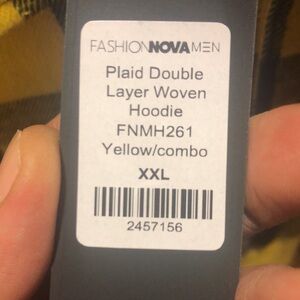 FASHIONNOVAMEN
Plaid Double
Layer Woven
Hoodie
FNMH261
Yellow/combo
XXL
2457156